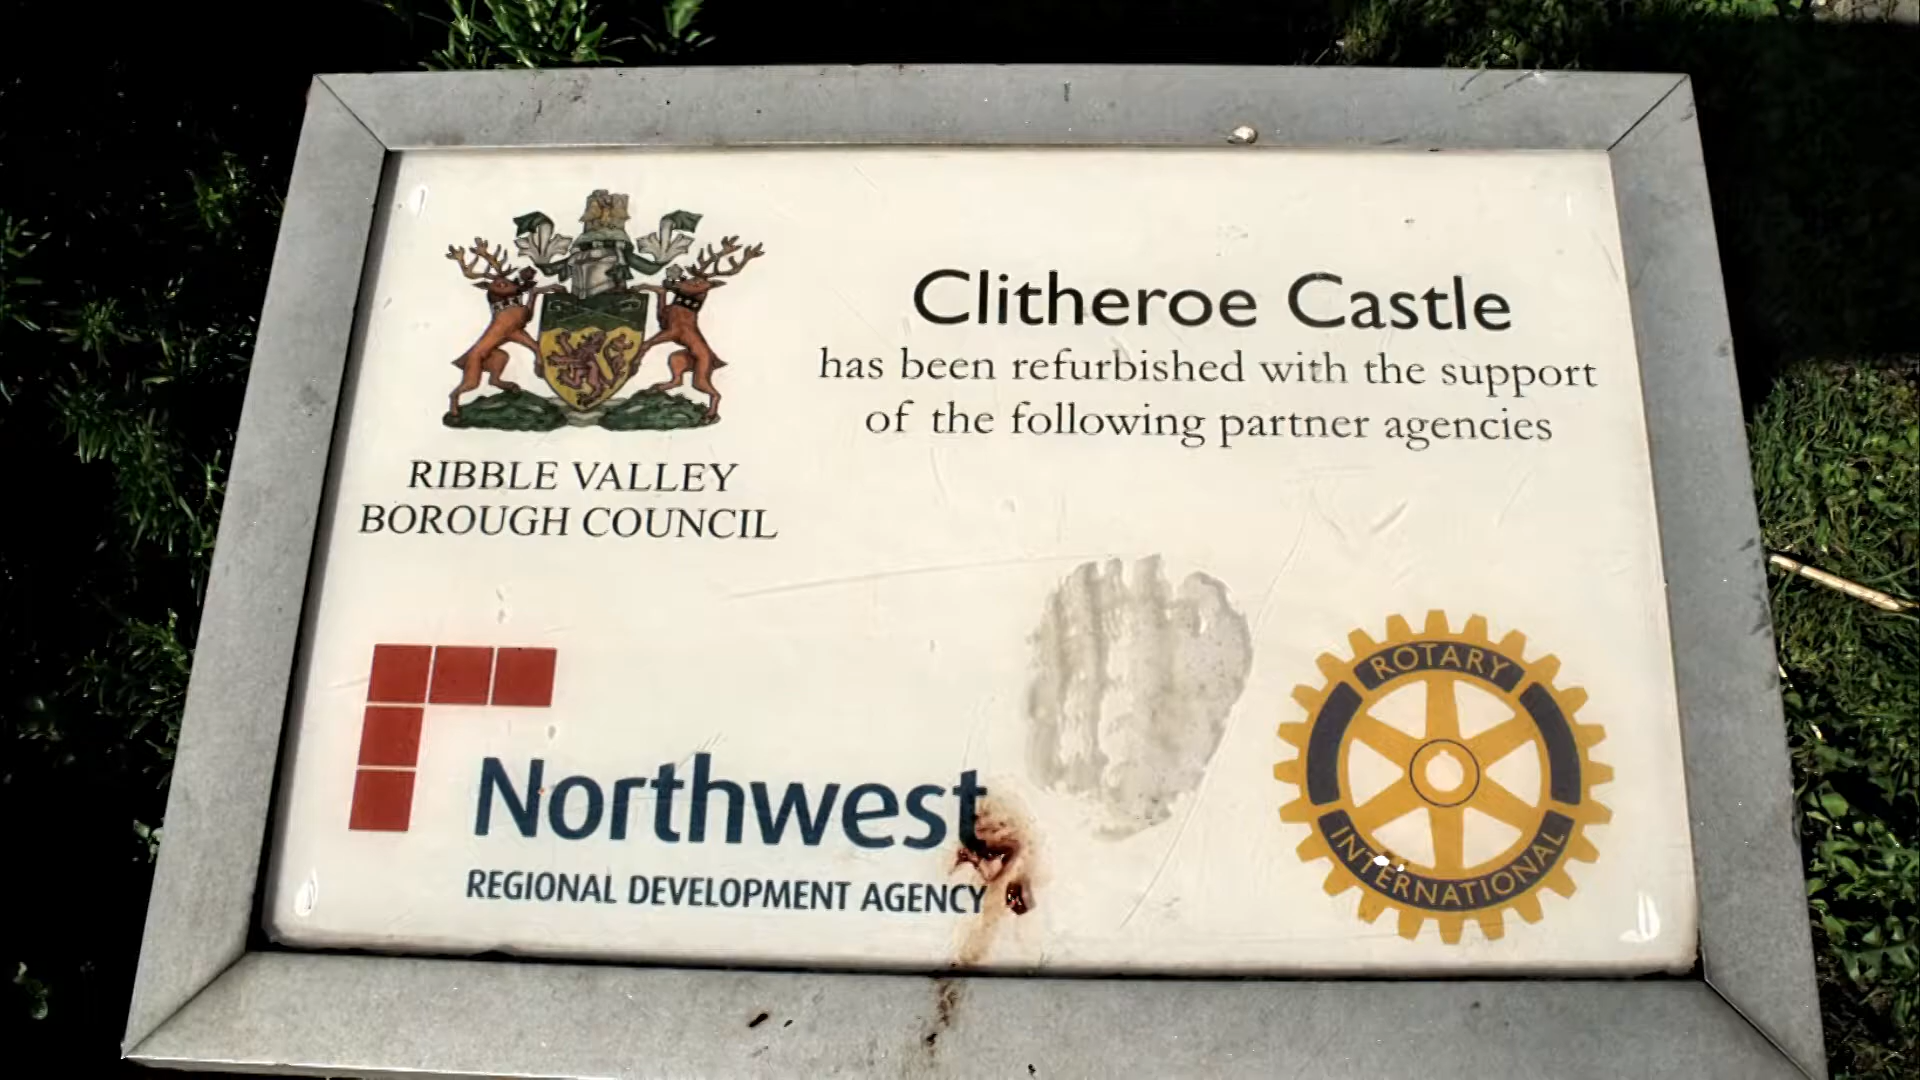 Clitheroe Castle
has been refurbished with the support
of the following partner agencies
RIBBLE VALLEY
BOROUGH COUNCIL
Northwest
REGIONAL DEVELOPMENT AGENCY
ROTARY
INTERNATIONAL